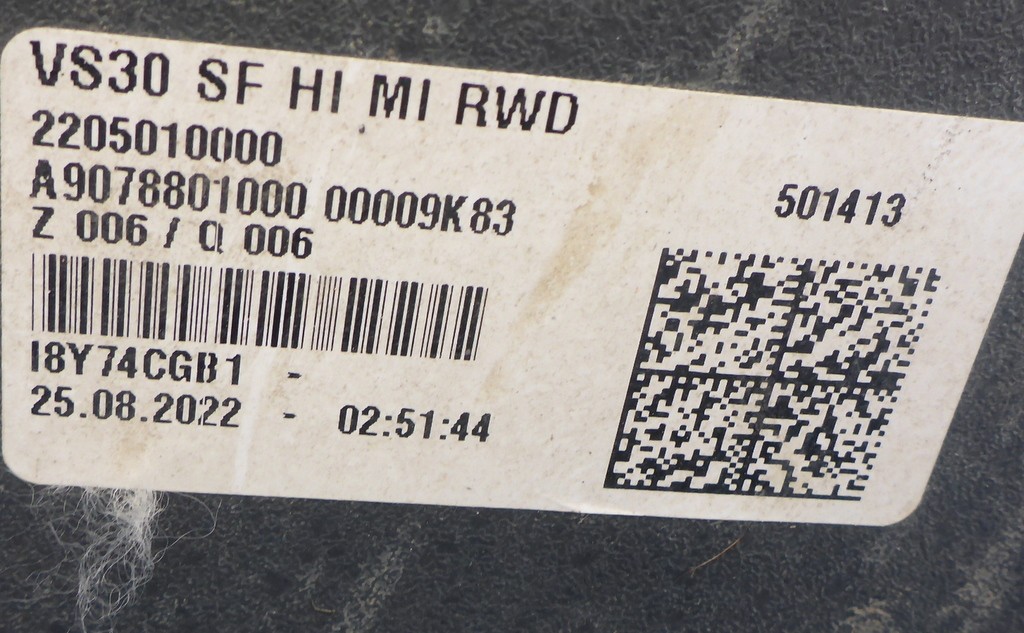 VS30 SF HI MI RWD
2205010000
A9078801000 00009K83
501413
Z 006 / Q 006
I8Y74CGB1 -
25.08.2022 - 02:51:44